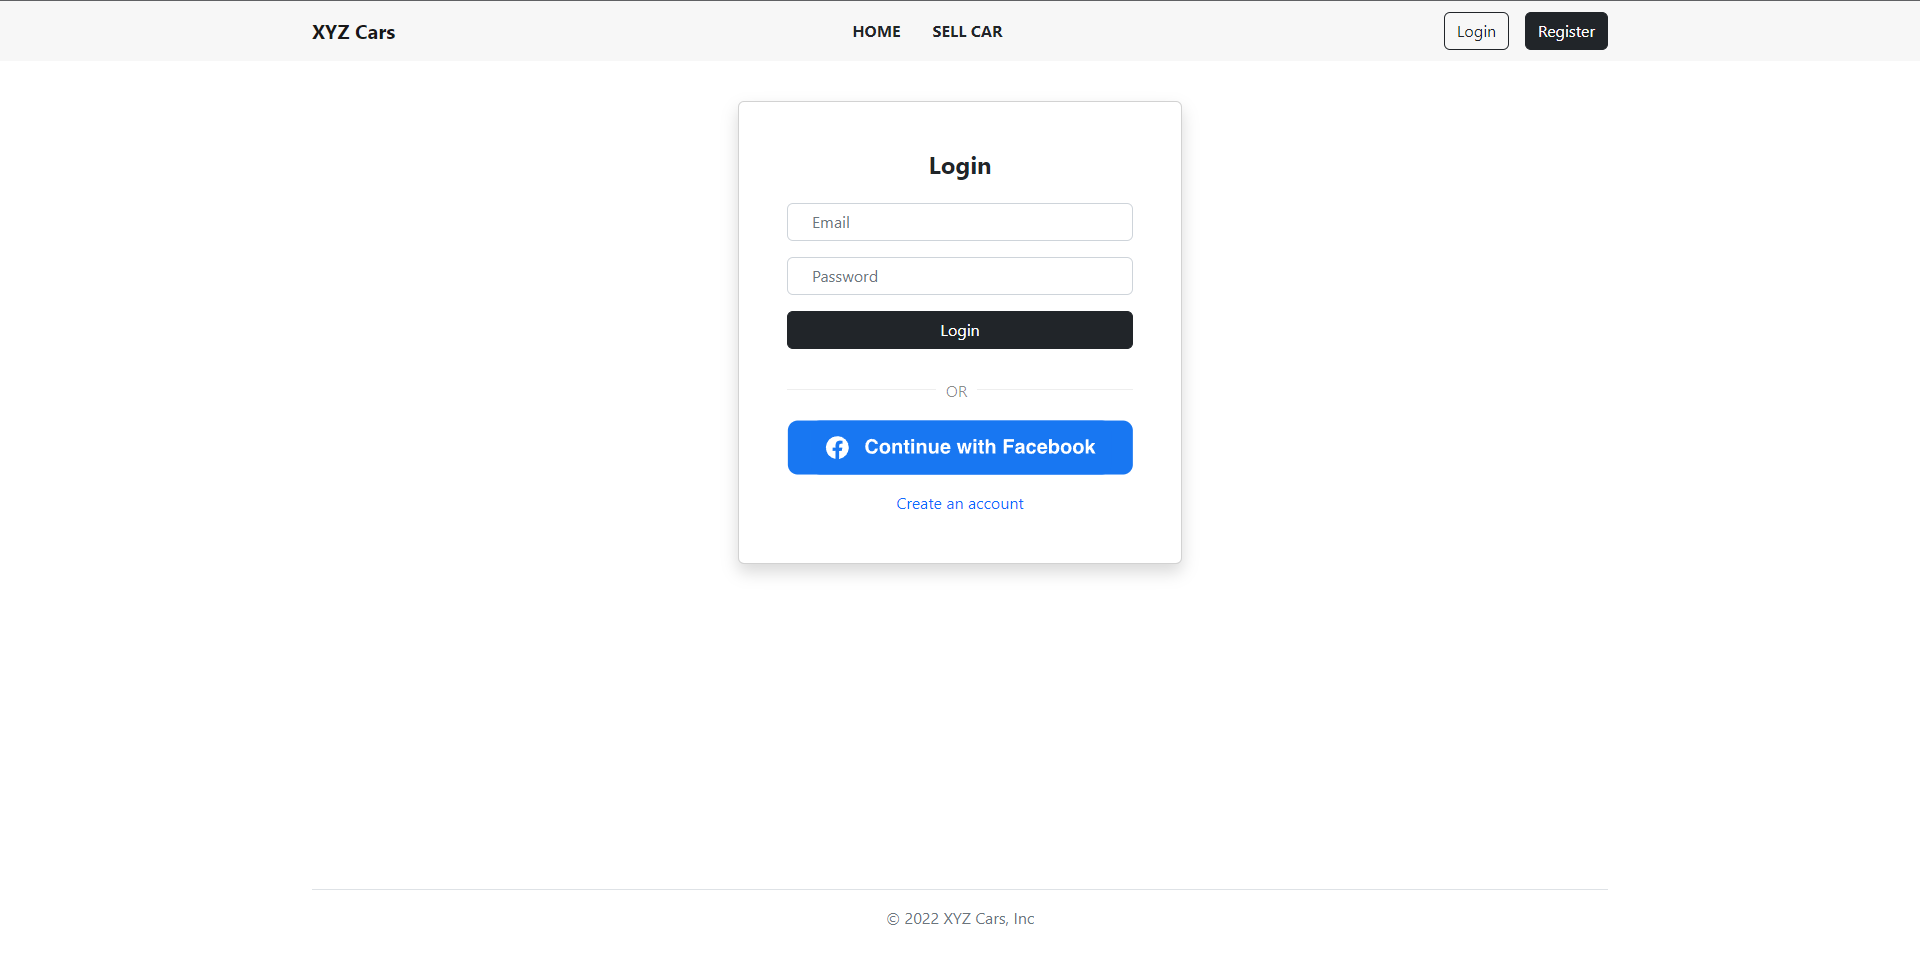 XYZ Cars
HOME
SELL CAR
Login
Register
Login
Email
Password
Login
OR
Continue with Facebook
Create an account
© 2022 XYZ Cars, Inc